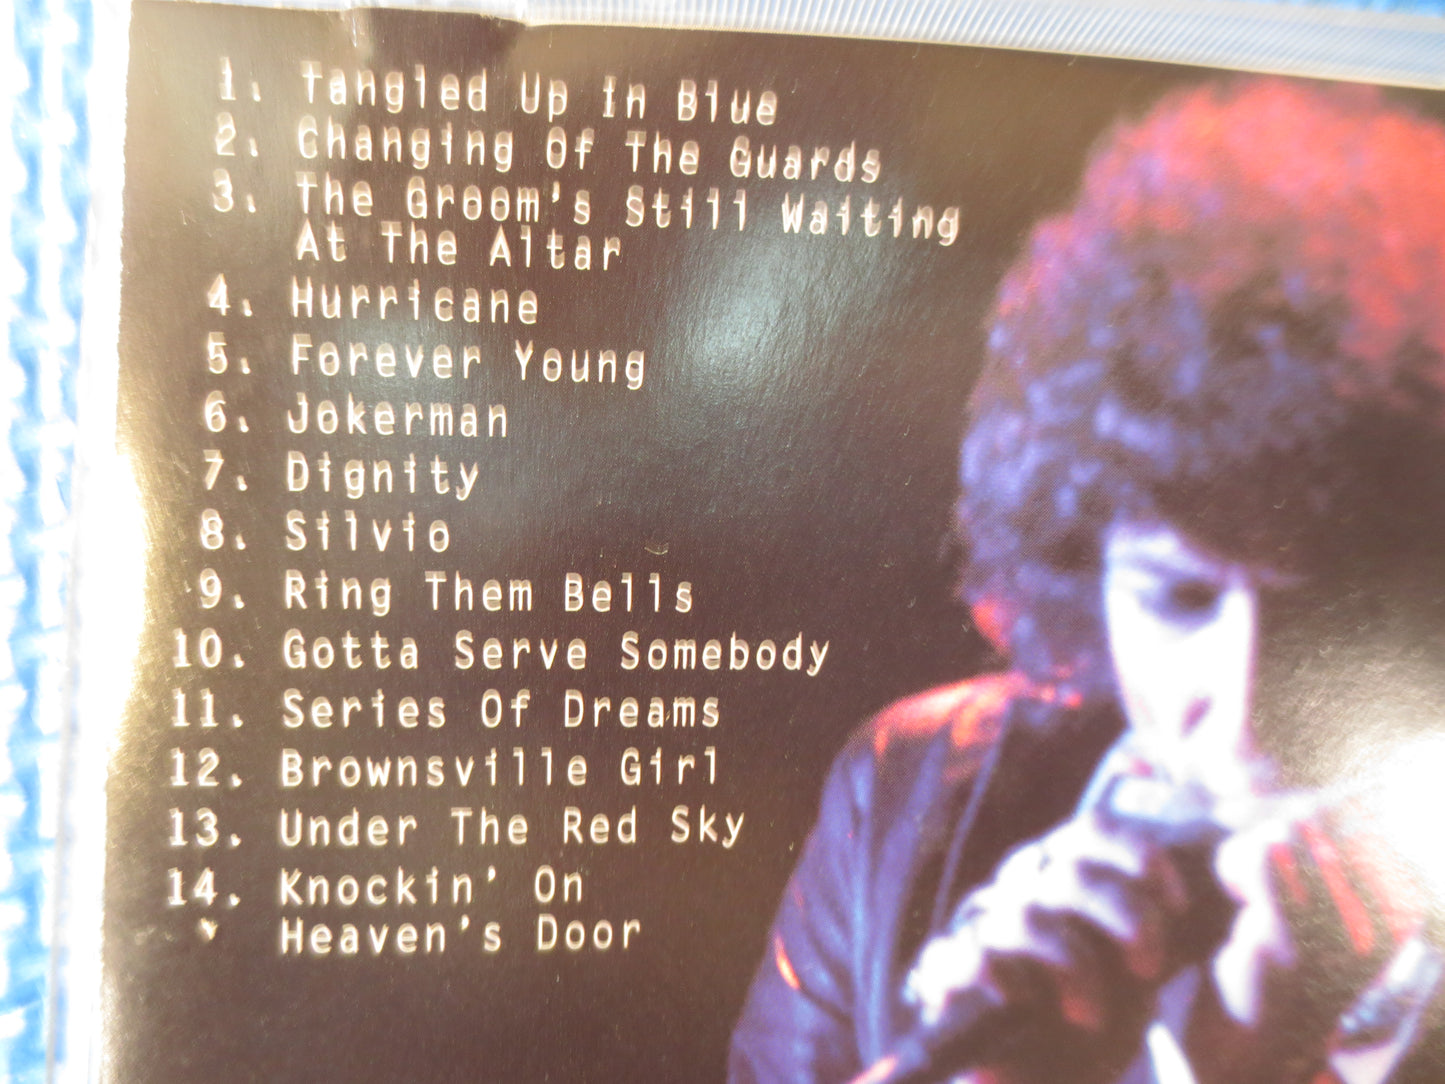 1. Tangled Up In Blue
2. Changing Of The Guards
3. The Groom's Still Waiting
At The Altar
4. Hurricane
5. Forever Young
6. Jokerman
7. Dignity
8. Silvio
9. Ring Them Bells
10. Gotta Serve Somebody
11. Series Of Dreams
12. Brownsville Girl
13. Under The Red Sky
14. Knockin' On
Heaven's Door